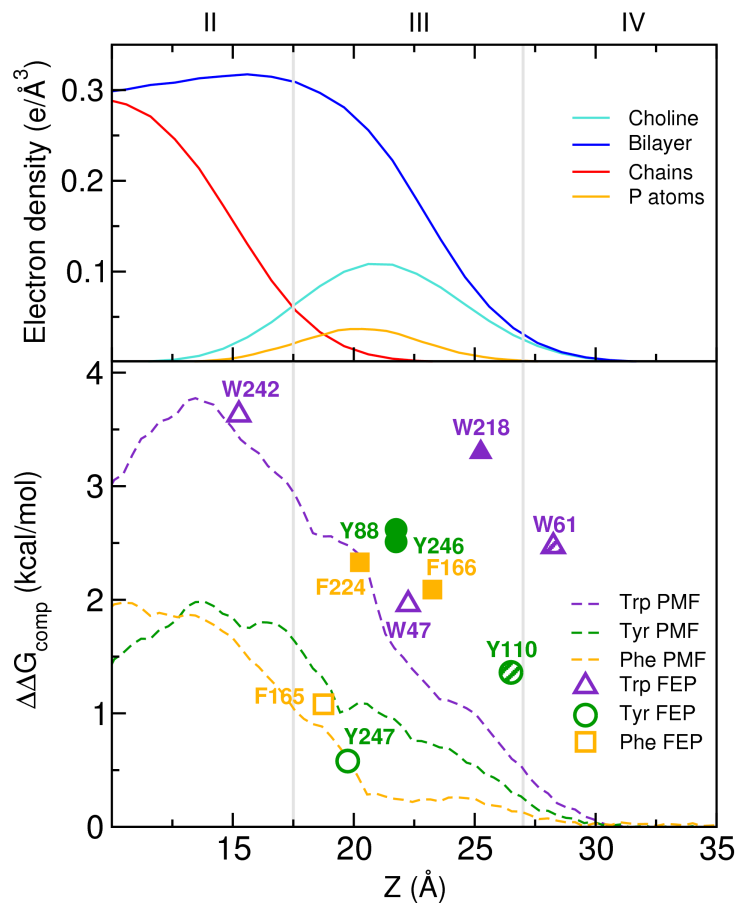 II III IV
Electron density (e/Å³)
0.3
0.2
0.1
Choline
Bilayer
Chains
P atoms
ΔΔG_comp (kcal/mol)
4
3
2
1
0
W242
W218
Y88
Y246
W61
F224
F166
W47
Y110
F165
Y247
Trp PMF
Tyr PMF
Phe PMF
Trp FEP
Tyr FEP
Phe FEP
15 20 25 30 35
Z (Å)